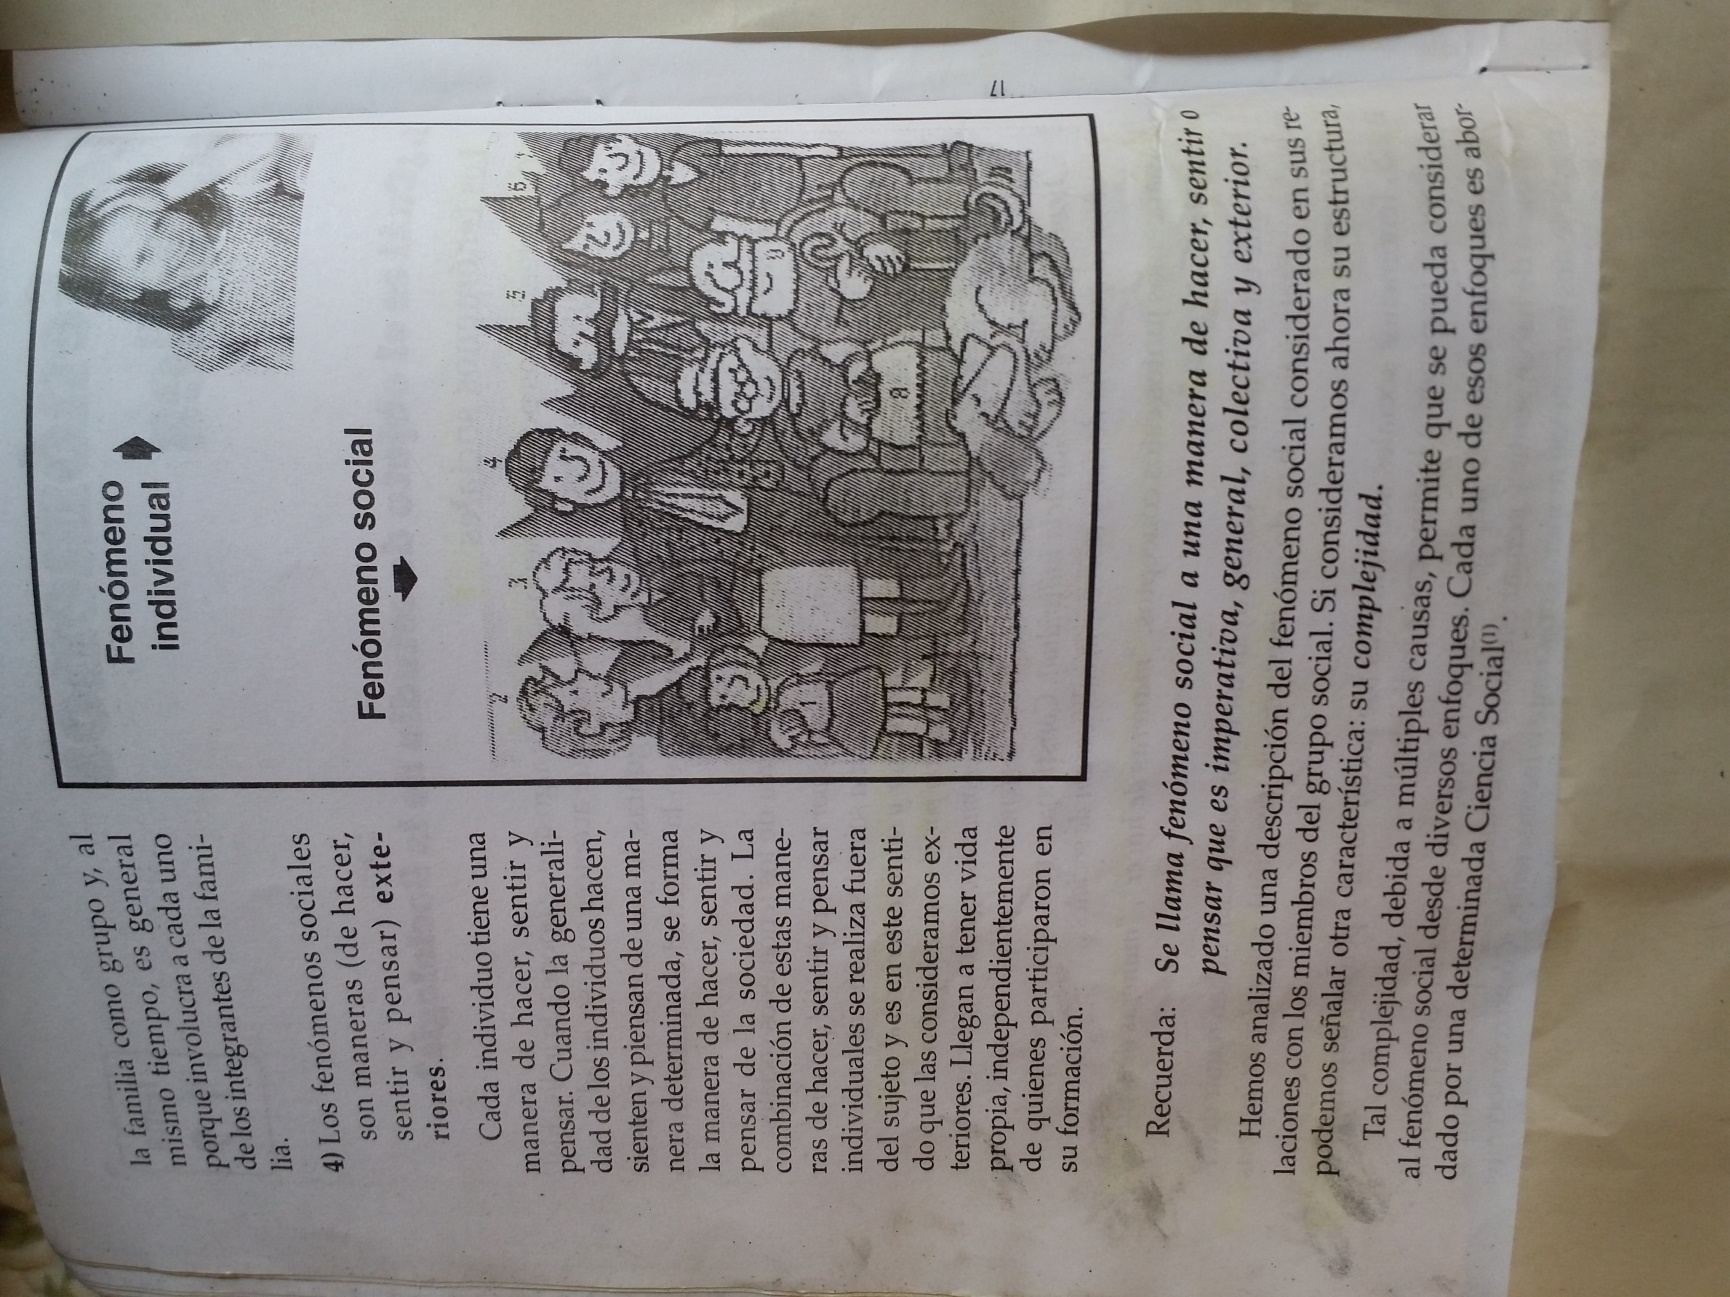 la familia como grupo y, al
mismo tiempo, es general
porque involucra a cada uno
de los integrantes de la fami-
lia.
4) Los fenómenos sociales
son maneras (de hacer,
sentir y pensar) exte-
riores.
Cada individuo tiene una
manera de hacer, sentir y
pensar. Cuando la generali-
dad de los individuos hacen,
sienten y piensan de una ma-
nera determinada, se forma
la manera de hacer, sentir y
pensar de la sociedad. La
combinación de estas mane-
ras de hacer, sentir y pensar
individuales se realiza fuera
del sujeto y es en este senti-
do que las consideramos ex-
teriores. Llegan a tener vida
propia, independientemente
de quienes participaron en
su formación.
Fenómeno
individual
Fenómeno social
2
3
4
5
6
1
8
Recuerda: Se llama fenómeno social a una manera de hacer, sentir o
pensar que es imperativa, general, colectiva y exterior.
Hemos analizado una descripción del fenómeno social considerado en sus re-
laciones con los miembros del grupo social. Si consideramos ahora su estructura,
podemos señalar otra característica: su complejidad.
Tal complejidad, debida a múltiples causas, permite que se pueda considerar
al fenómeno social desde diversos enfoques. Cada uno de esos enfoques es abor-
dado por una determinada Ciencia Social(1).
17